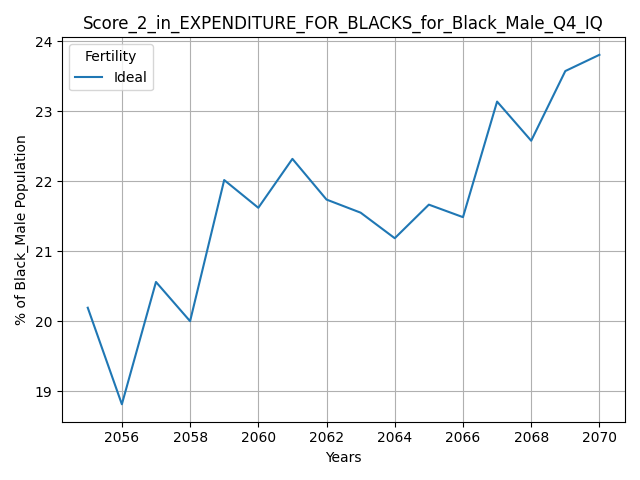 Score_2_in_EXPENDITURE_FOR_BLACKS_for_Black_Male_Q4_IQ
24
23
22
21
20
19
% of Black_Male Population
Fertility
Ideal
2056 2058 2060 2062 2064 2066 2068 2070
Years